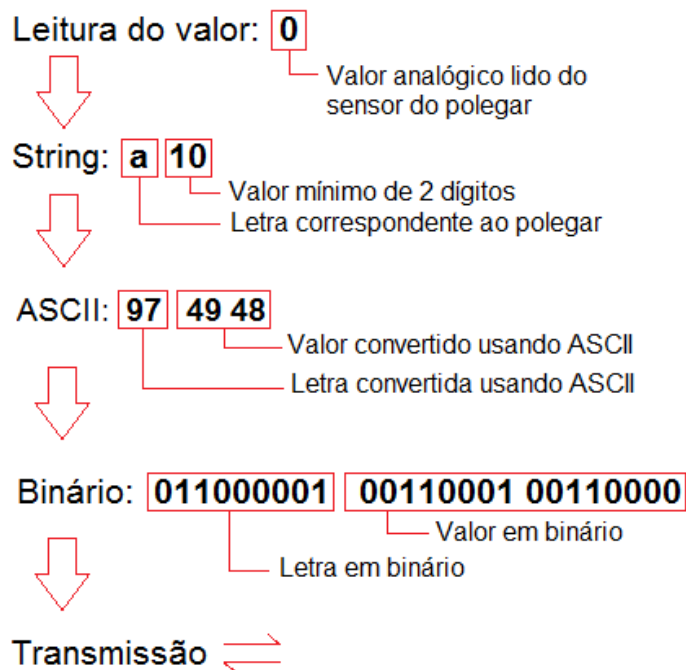 Leitura do valor: 0
Valor analógico lido do
sensor do polegar
String: a 10
Valor mínimo de 2 dígitos
Letra correspondente ao polegar
ASCII: 97 49 48
Valor convertido usando ASCII
Letra convertida usando ASCII
Binário: 011000001 00110001 00110000
Valor em binário
Letra em binário
Transmissão